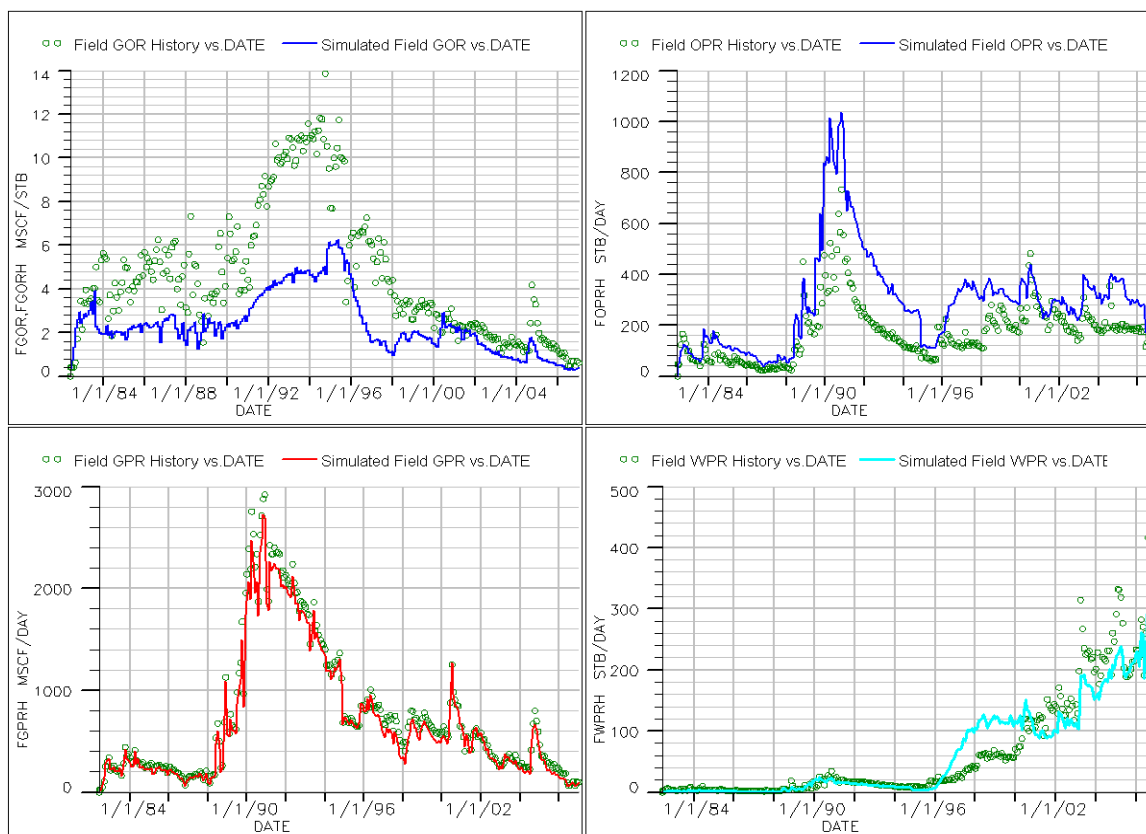 Field GOR History vs.DATE Simulated Field GOR vs.DATE
14
12
10
8
6
4
2
0
FGOR,FGORH MSCF/STB
1/1/84 1/1/88 1/1/92 1/1/96 1/1/00 1/1/04
DATE
Field OPR History vs.DATE Simulated Field OPR vs.DATE
1200
1000
800
600
400
200
0
FOPRH STB/DAY
1/1/84 1/1/90 1/1/96 1/1/02
DATE
Field GPR History vs.DATE Simulated Field GPR vs.DATE
3000
2000
1000
0
FGPRH MSCF/DAY
1/1/84 1/1/90 1/1/96 1/1/02
DATE
Field WPR History vs.DATE Simulated Field WPR vs.DATE
500
400
300
200
100
0
FWPRH STB/DAY
1/1/84 1/1/90 1/1/96 1/1/02
DATE